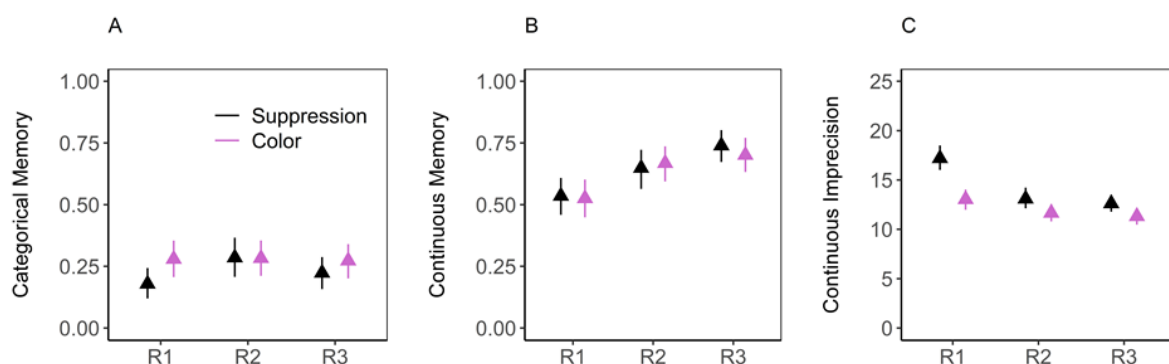 A
Categorical Memory
1.00
0.75
0.50
0.25
0.00
Suppression
Color
R1 R2 R3
B
Continuous Memory
1.00
0.75
0.50
0.25
0.00
R1 R2 R3
C
Continuous Imprecision
25
20
15
10
5
0
R1 R2 R3